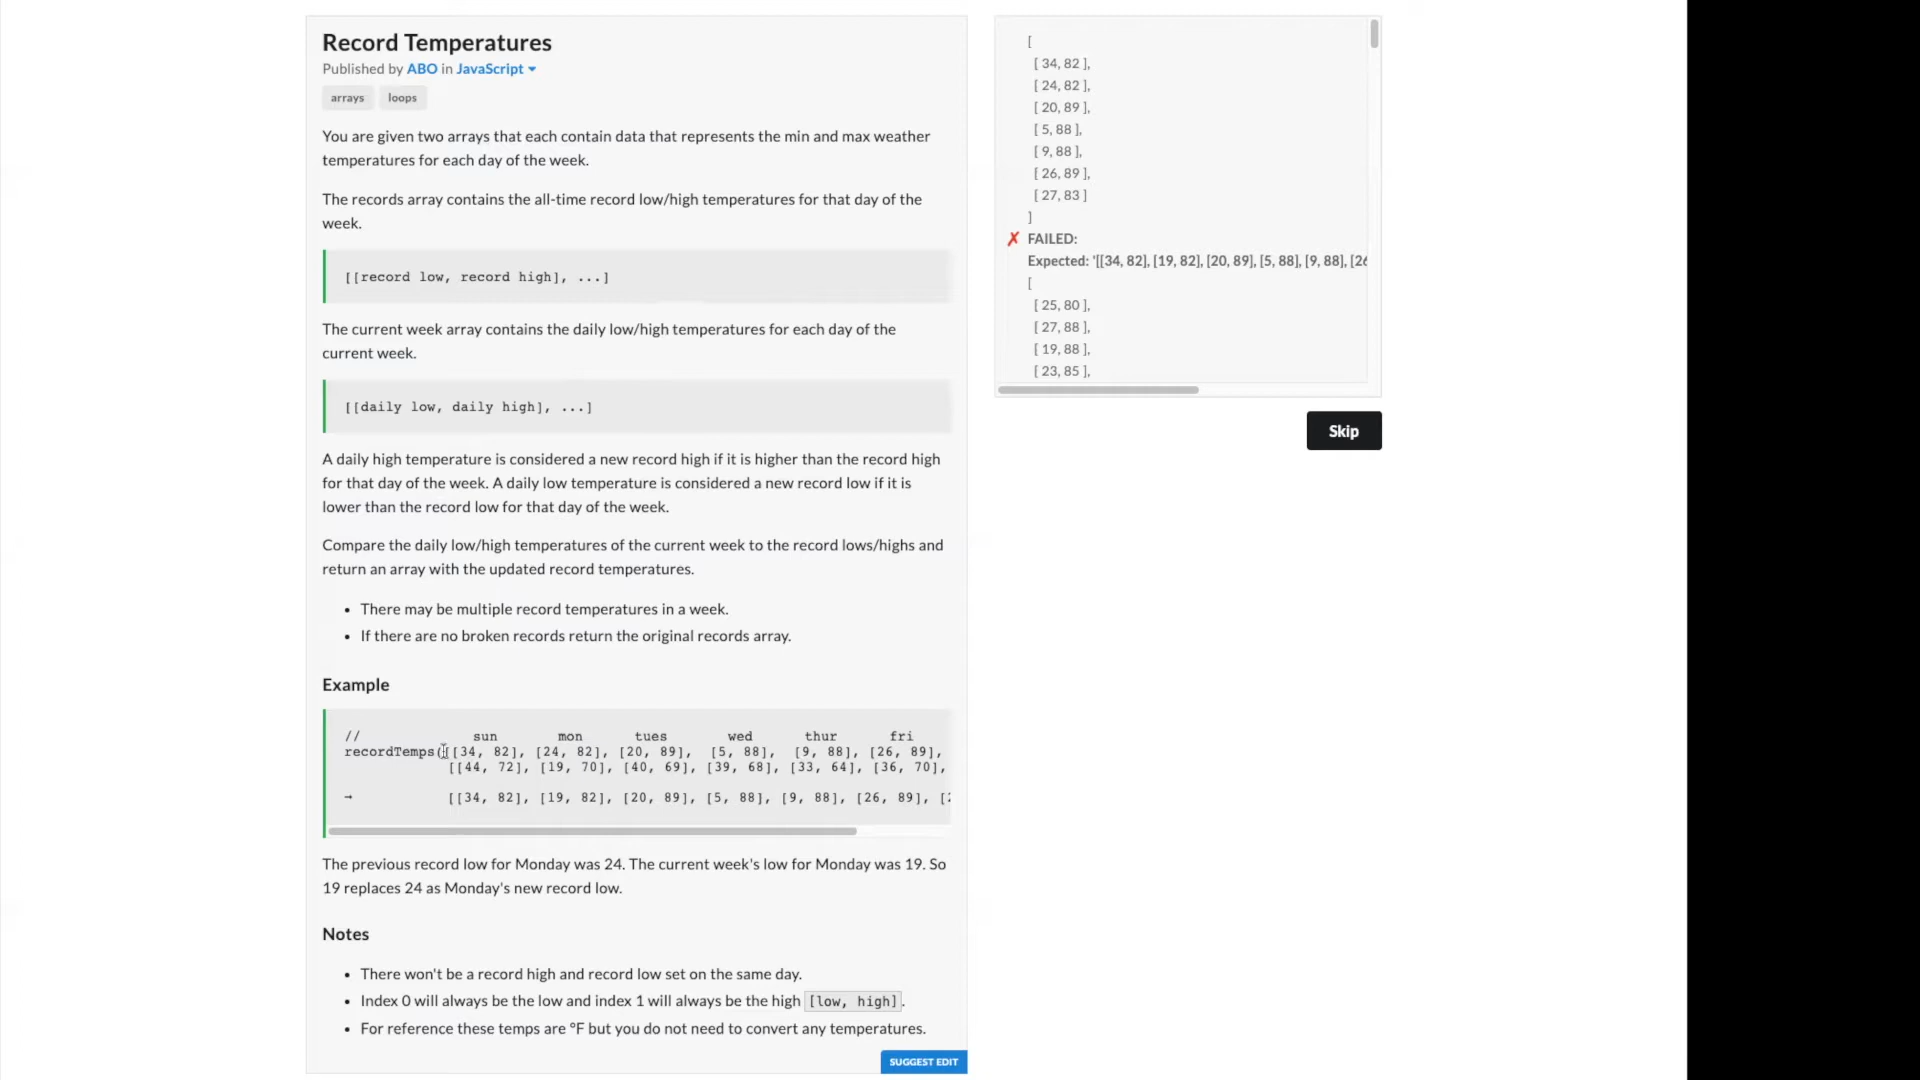 Record Temperatures
Published by ABO in JavaScript
arrays loops
You are given two arrays that each contain data that represents the min and max weather
temperatures for each day of the week.
The records array contains the all-time record low/high temperatures for that day of the
week.
[[record low, record high], ...]
The current week array contains the daily low/high temperatures for each day of the
current week.
[[daily low, daily high], ...]
A daily high temperature is considered a new record high if it is higher than the record high
for that day of the week. A daily low temperature is considered a new record low if it is
lower than the record low for that day of the week.
Compare the daily low/high temperatures of the current week to the record lows/highs and
return an array with the updated record temperatures.
• There may be multiple record temperatures in a week.
• If there are no broken records return the original records array.
Example
// sun mon tues wed thur fri
recordTemps([[34, 82], [24, 82], [20, 89], [5, 88], [9, 88], [26, 89],
[[44, 72], [19, 70], [40, 69], [39, 68], [33, 64], [36, 70],
→ [[34, 82], [19, 82], [20, 89], [5, 88], [9, 88], [26, 89], [2
The previous record low for Monday was 24. The current week's low for Monday was 19. So
19 replaces 24 as Monday's new record low.
Notes
• There won't be a record high and record low set on the same day.
• Index 0 will always be the low and index 1 will always be the high [low, high].
• For reference these temps are °F but you do not need to convert any temperatures.
SUGGEST EDIT
[
[ 34, 82 ],
[ 24, 82 ],
[ 20, 89 ],
[ 5, 88 ],
[ 9, 88 ],
[ 26, 89 ],
[ 27, 83 ]
]
✗ FAILED:
Expected: '[[34, 82], [19, 82], [20, 89], [5, 88], [9, 88], [26
[
[ 25, 80 ],
[ 27, 88 ],
[ 19, 88 ],
[ 23, 85 ],
Skip